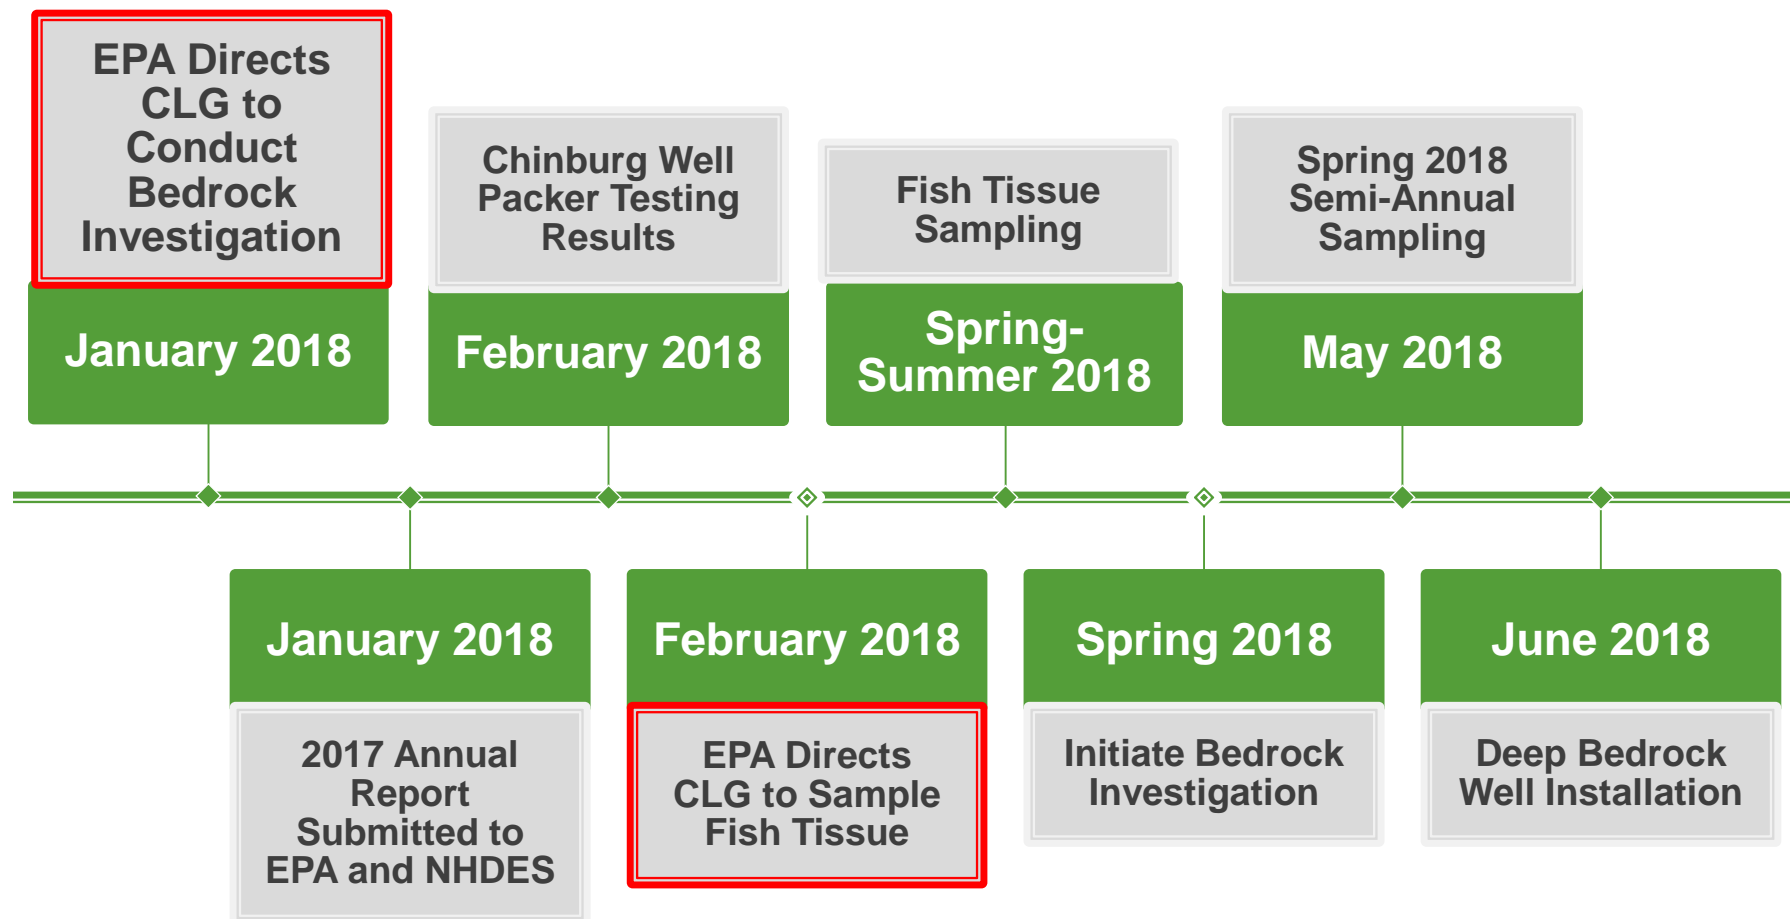 EPA Directs
CLG to
Conduct
Bedrock
Investigation
January 2018
2017 Annual
Report
Submitted to
EPA and NHDES
January 2018
Chinburg Well
Packer Testing
Results
February 2018
February 2018
EPA Directs
CLG to Sample
Fish Tissue
Fish Tissue
Sampling
Spring-
Summer 2018
Spring 2018
Initiate Bedrock
Investigation
Spring 2018
Semi-Annual
Sampling
May 2018
June 2018
Deep Bedrock
Well Installation